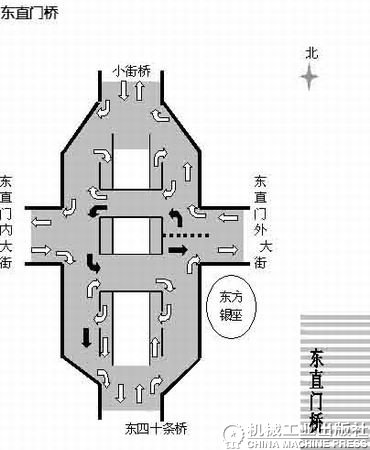 东直门桥
小街桥
北
东直门内大街
东直门外大街
东方
银座
东直门桥
东四十条桥
机械工业出版社
CHINA MACHINE PRESS